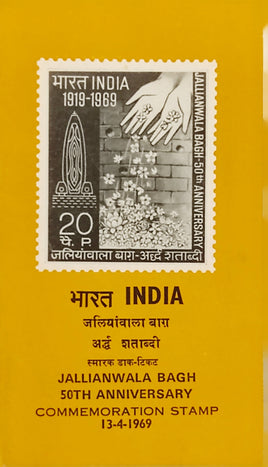 भारत INDIA
1919-1969
JALLIANWALA BAGH-50th ANNIVERSARY
20
पै. P.
जलियांवाला बाग़-अर्द्ध शताब्दी
भारत INDIA
जलियांवाला बाग़
अर्द्ध शताब्दी
स्मारक डाक-टिकट
JALLIANWALA BAGH
50TH ANNIVERSARY
COMMEMORATION STAMP
13-4-1969